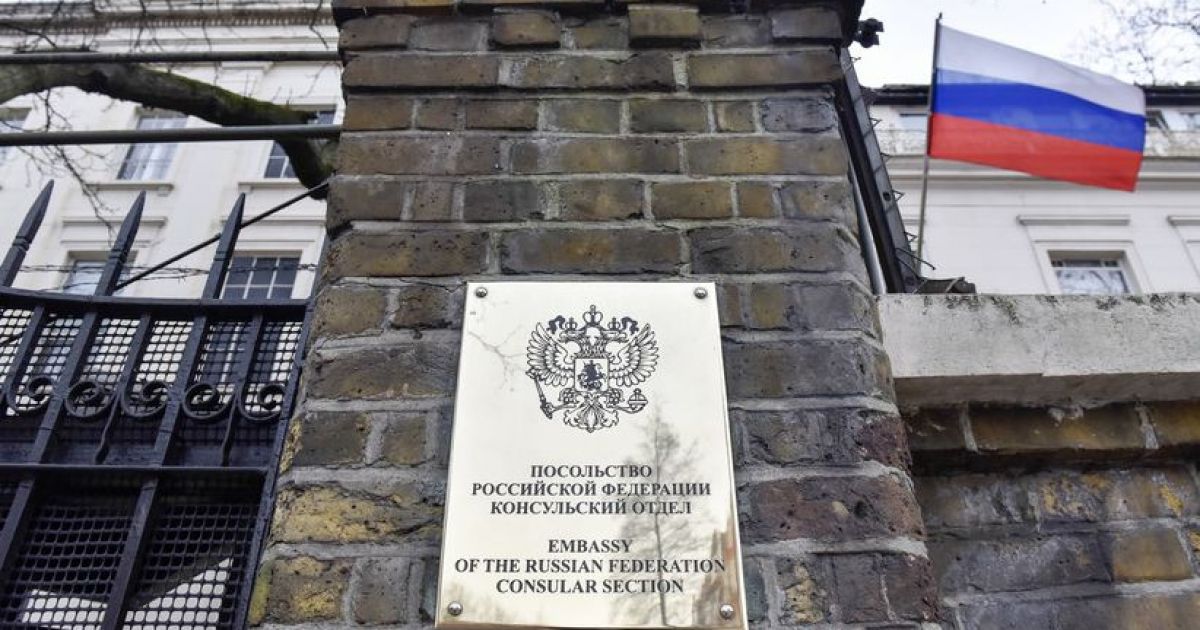 ПОСОЛЬСТВО
РОССИЙСКОЙ ФЕДЕРАЦИИ
КОНСУЛЬСКИЙ ОТДЕЛ
EMBASSY
OF THE RUSSIAN FEDERATION
CONSULAR SECTION